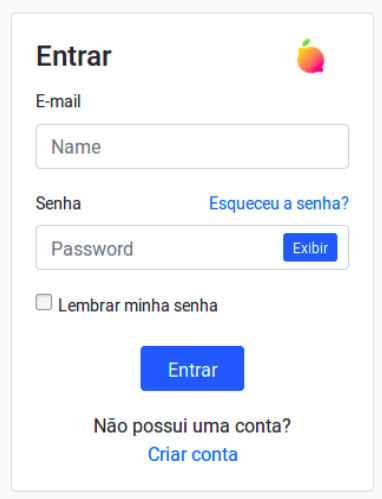 Entrar
E-mail
Name
Senha Esqueceu a senha?
Password Exibir
Lembrar minha senha
Entrar
Não possui uma conta?
Criar conta